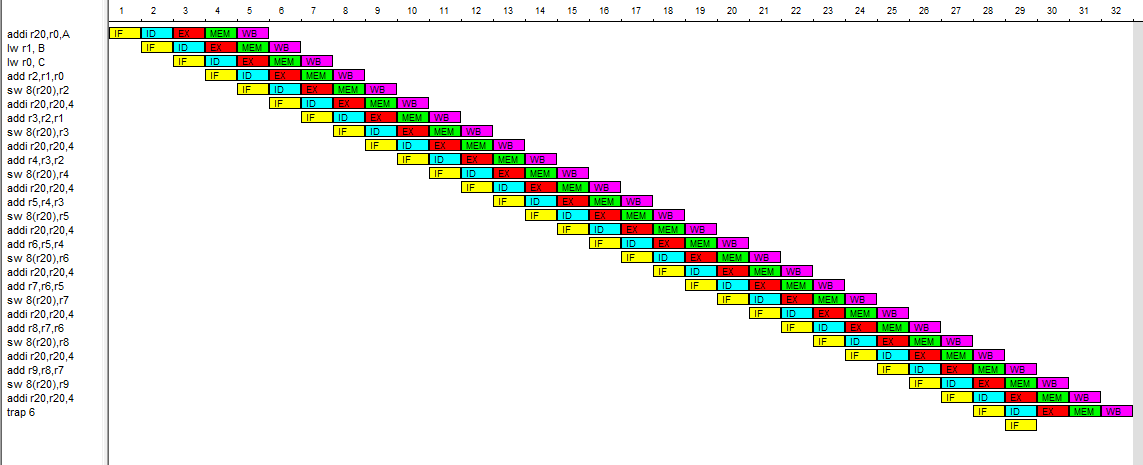 1 2 3 4 5 6 7 8 9 10 11 12 13 14 15 16 17 18 19 20 21 22 23 24 25 26 27 28 29 30 31 32
addi r20,r0,A IF ID EX MEM WB
lw r1, B IF ID EX MEM WB
lw r0, C IF ID EX MEM WB
add r2,r1,r0 IF ID EX MEM WB
sw 8(r20),r2 IF ID EX MEM WB
addi r20,r20,4 IF ID EX MEM WB
add r3,r2,r1 IF ID EX MEM WB
sw 8(r20),r3 IF ID EX MEM WB
addi r20,r20,4 IF ID EX MEM WB
add r4,r3,r2 IF ID EX MEM WB
sw 8(r20),r4 IF ID EX MEM WB
addi r20,r20,4 IF ID EX MEM WB
add r5,r4,r3 IF ID EX MEM WB
sw 8(r20),r5 IF ID EX MEM WB
addi r20,r20,4 IF ID EX MEM WB
add r6,r5,r4 IF ID EX MEM WB
sw 8(r20),r6 IF ID EX MEM WB
addi r20,r20,4 IF ID EX MEM WB
add r7,r6,r5 IF ID EX MEM WB
sw 8(r20),r7 IF ID EX MEM WB
addi r20,r20,4 IF ID EX MEM WB
add r8,r7,r6 IF ID EX MEM WB
sw 8(r20),r8 IF ID EX MEM WB
addi r20,r20,4 IF ID EX MEM WB
add r9,r8,r7 IF ID EX MEM WB
sw 8(r20),r9 IF ID EX MEM WB
addi r20,r20,4 IF ID EX MEM WB
trap 6 IF ID EX MEM WB
IF